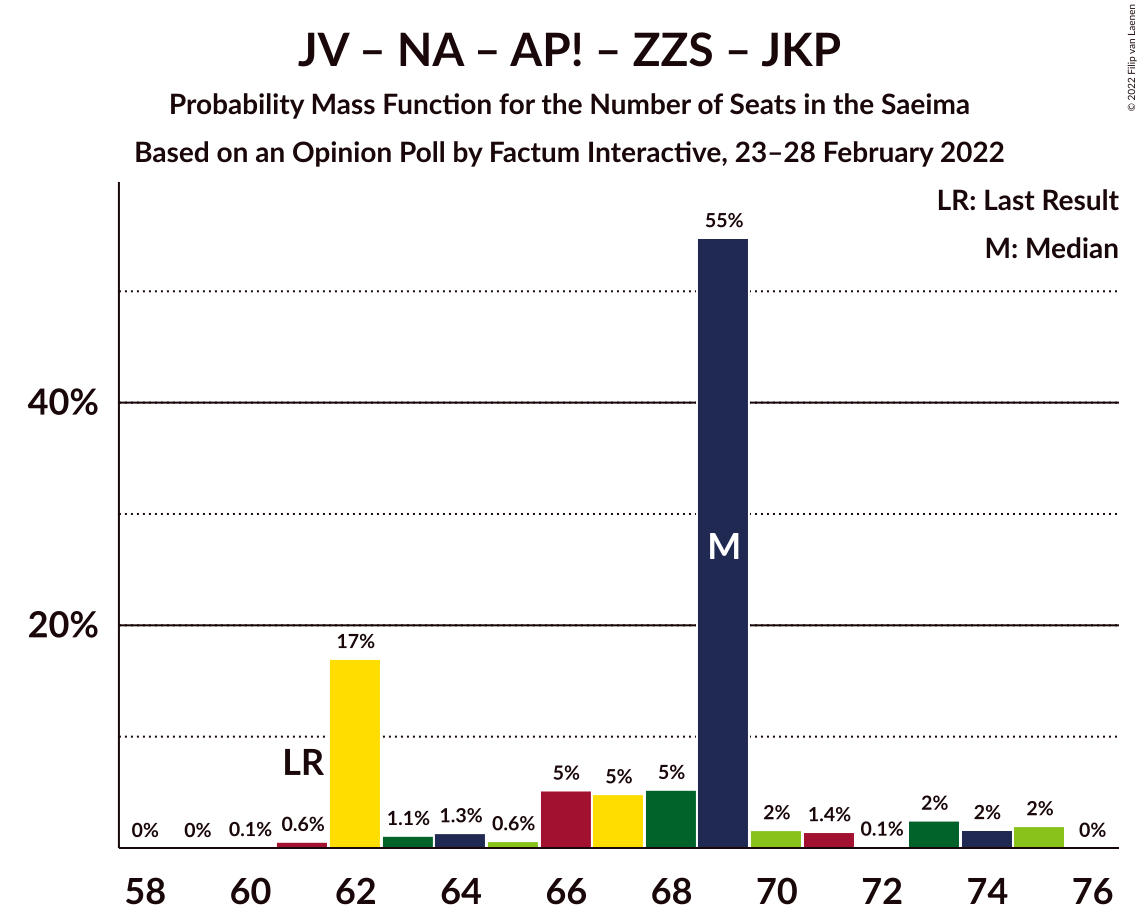 JV – NA – AP! – ZZS – JKP
Probability Mass Function for the Number of Seats in the Saeima
Based on an Opinion Poll by Factum Interactive, 23–28 February 2022
© 2022 Filip van Laenen
LR: Last Result
M: Median
40%
20%
0%
0%
0.1%
0.6%
17%
1.1%
1.3%
0.6%
5%
5%
5%
55%
2%
1.4%
0.1%
2%
2%
2%
0%
LR
M
58 60 62 64 66 68 70 72 74 76